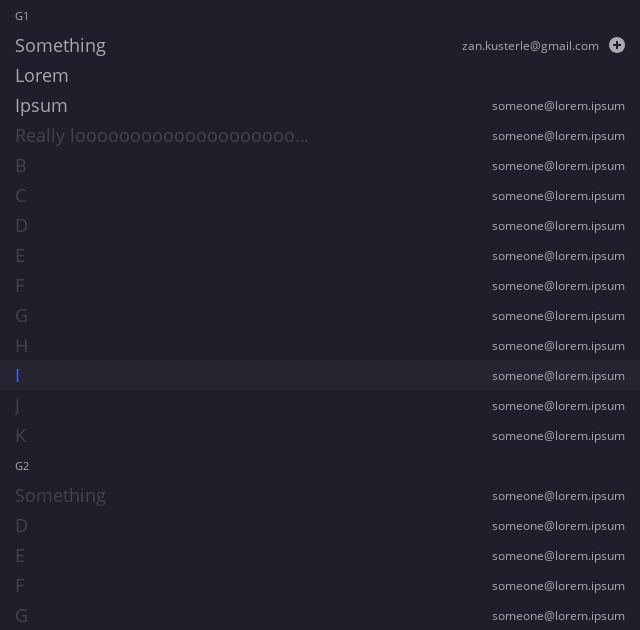 G1
Something zan.kusterle@gmail.com
Lorem
Ipsum someone@lorem.ipsum
Really loooooooooooooooooooo... someone@lorem.ipsum
B someone@lorem.ipsum
C someone@lorem.ipsum
D someone@lorem.ipsum
E someone@lorem.ipsum
F someone@lorem.ipsum
G someone@lorem.ipsum
H someone@lorem.ipsum
I someone@lorem.ipsum
J someone@lorem.ipsum
K someone@lorem.ipsum
G2
Something someone@lorem.ipsum
D someone@lorem.ipsum
E someone@lorem.ipsum
F someone@lorem.ipsum
G someone@lorem.ipsum